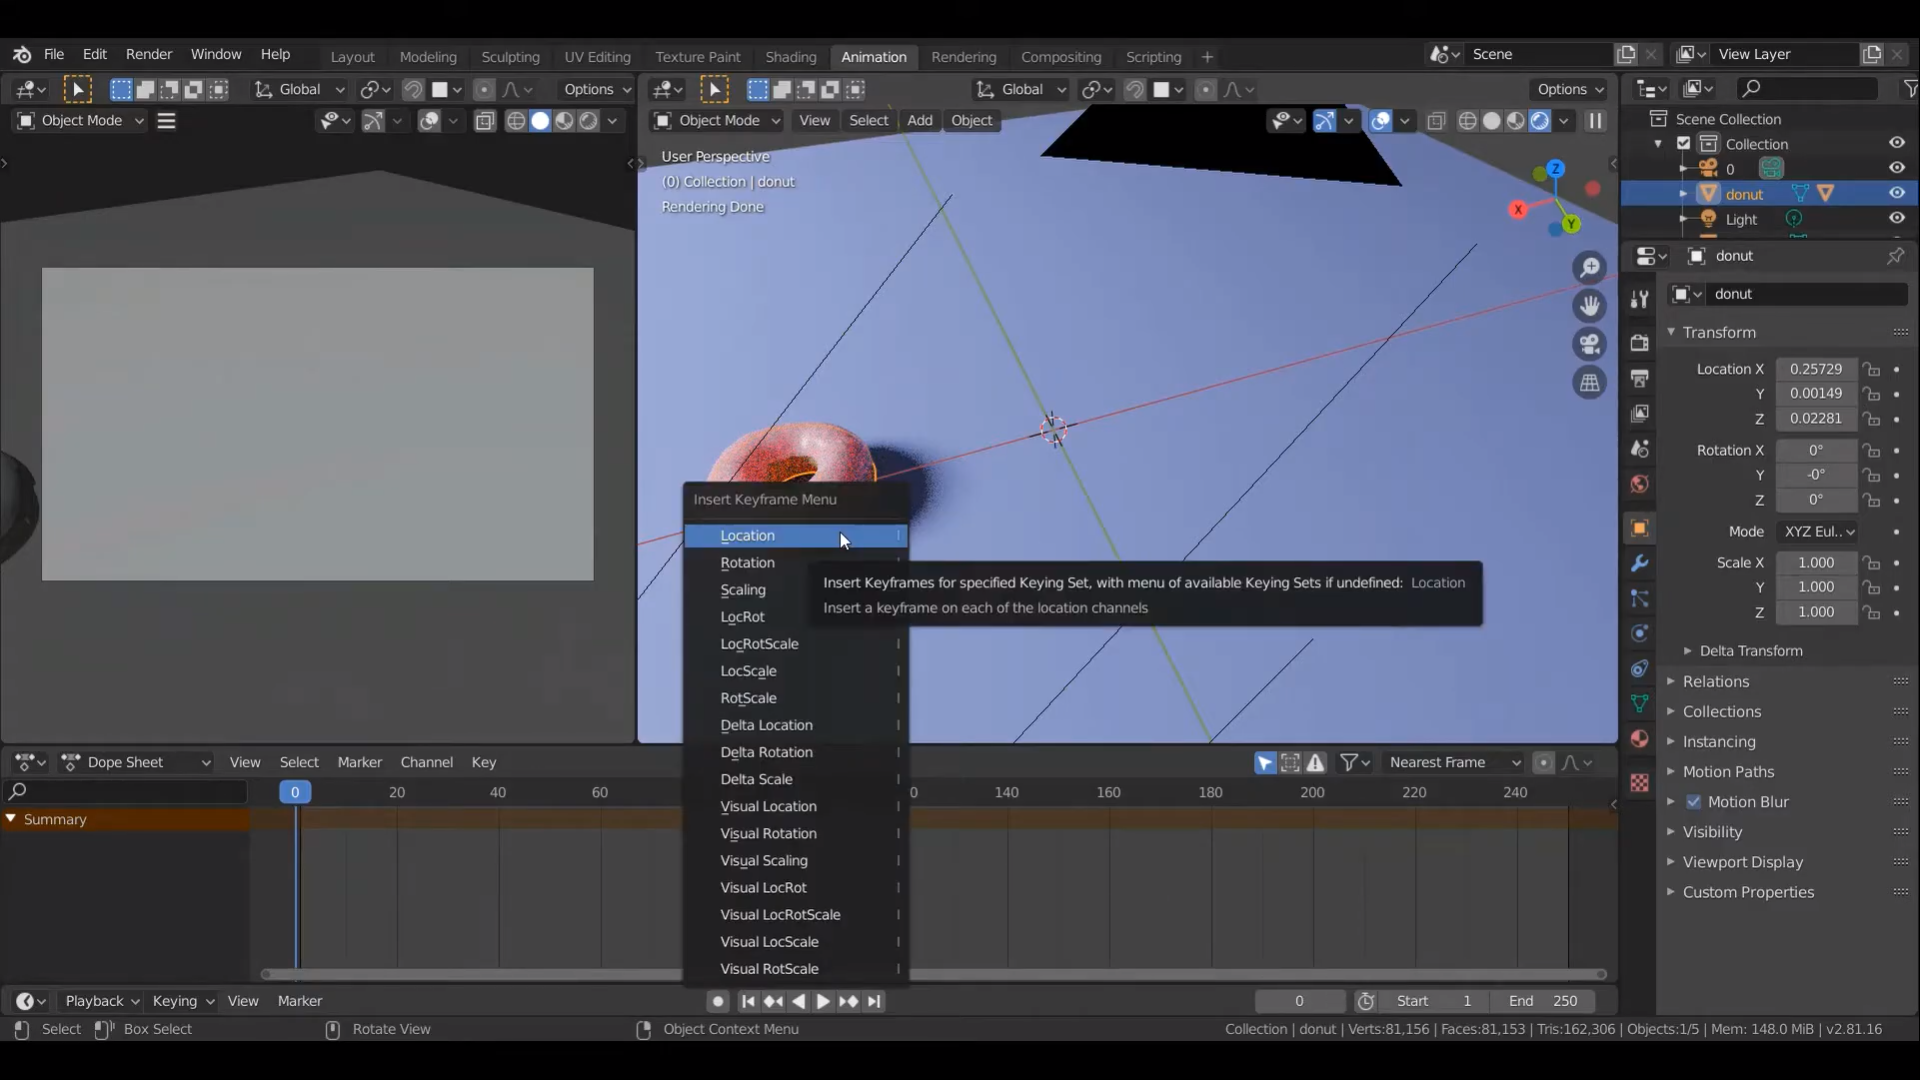 File Edit Render Window Help
Layout Modeling Sculpting UV Editing Texture Paint Shading Animation Rendering Compositing Scripting +
Scene
View Layer
Global
Options
Global
Options
Object Mode
Object Mode View Select Add Object
User Perspective
(0) Collection | donut
Rendering Done
Z
X
Y
Scene Collection
Collection
0
donut
Light
donut
donut
Transform
Location X 0.25729
Y 0.00149
Z 0.02281
Rotation X 0°
Y -0°
Z 0°
Mode XYZ Eul..
Scale X 1.000
Y 1.000
Z 1.000
Delta Transform
Relations
Collections
Instancing
Motion Paths
Motion Blur
Visibility
Viewport Display
Custom Properties
Insert Keyframe Menu
Location I
Rotation
Scaling
LocRot
LocRotScale I
LocScale I
RotScale I
Delta Location I
Delta Rotation I
Delta Scale I
Visual Location I
Visual Rotation I
Visual Scaling I
Visual LocRot I
Visual LocRotScale I
Visual LocScale I
Visual RotScale I
Insert Keyframes for specified Keying Set, with menu of available Keying Sets if undefined: Location
Insert a keyframe on each of the location channels
Dope Sheet View Select Marker Channel Key
Nearest Frame
0 20 40 60 0 140 160 180 200 220 240
Summary
Playback Keying View Marker
0 Start 1 End 250
Select Box Select Rotate View Object Context Menu
Collection | donut | Verts:81,156 | Faces:81,153 | Tris:162,306 | Objects:1/5 | Mem: 148.0 MiB | v2.81.16